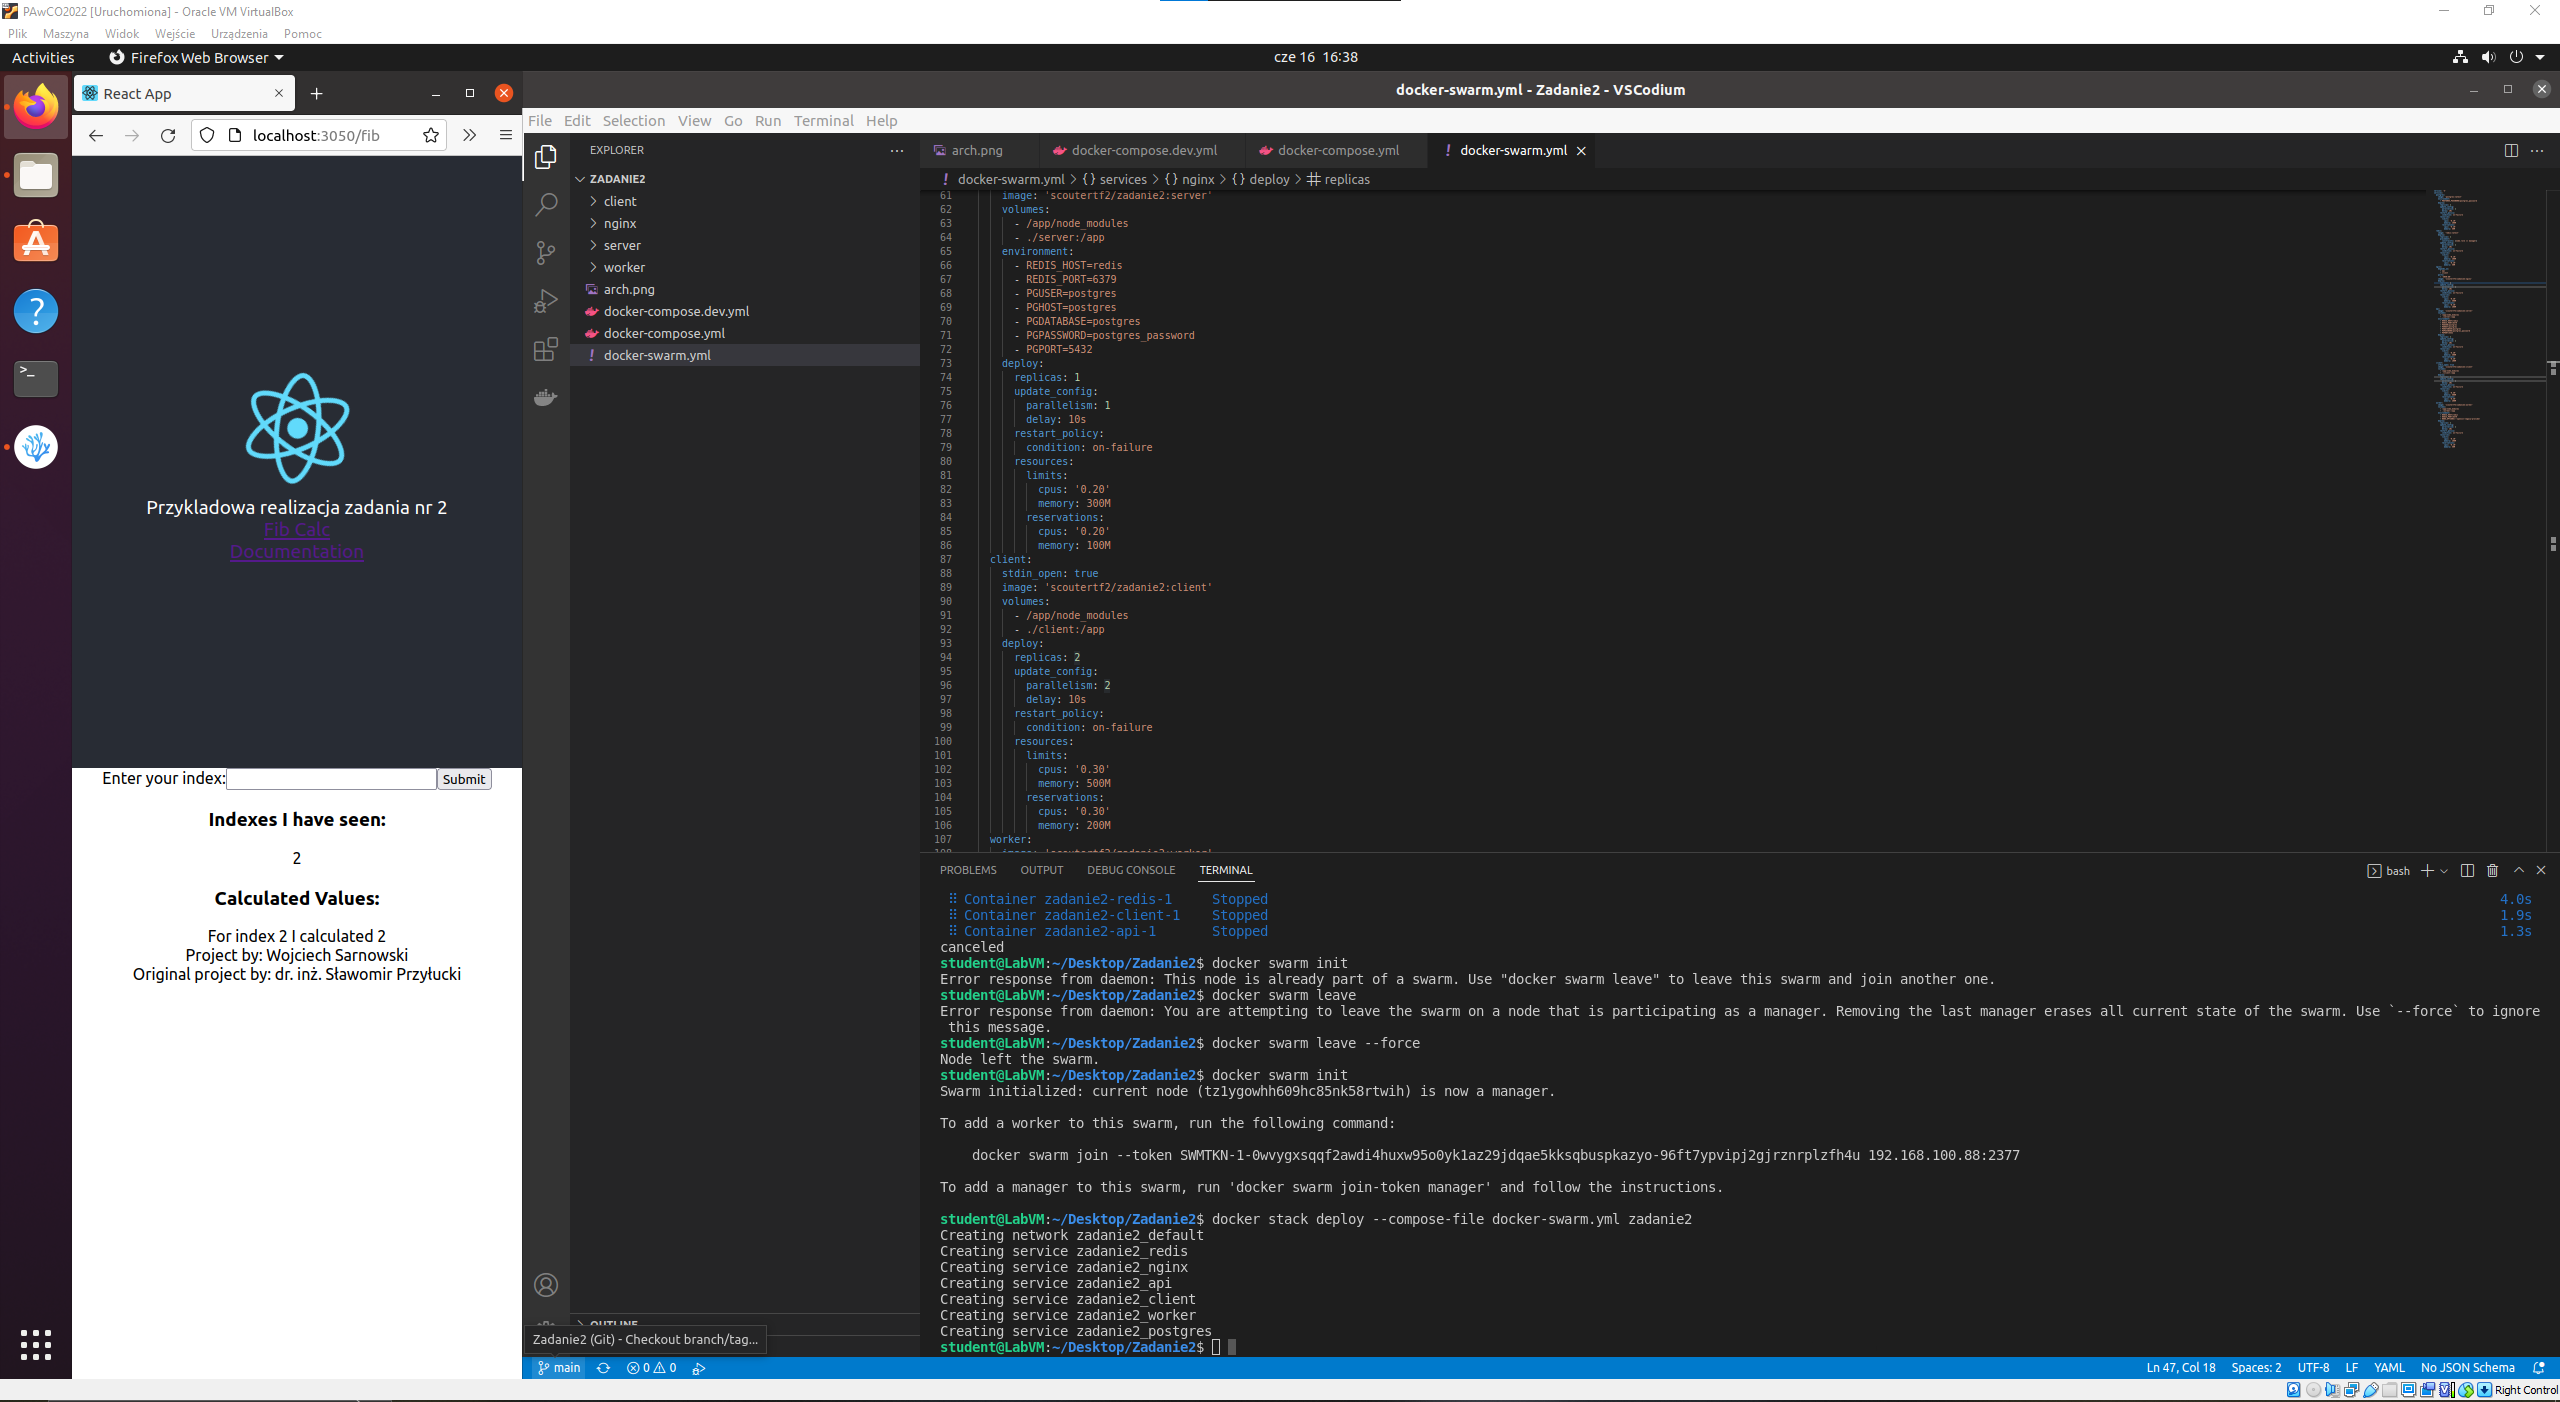 PAwCO2022 [Uruchomiona] - Oracle VM VirtualBox
Plik Maszyna Widok Wejście Urządzenia Pomoc
Activities Firefox Web Browser cze 16 16:38
React App
localhost:3050/fib
Przykladowa realizacja zadania nr 2
Fib Calc
Documentation
Enter your index: Submit
Indexes I have seen:
2
Calculated Values:
For index 2 I calculated 2
Project by: Wojciech Sarnowski
Original project by: dr. inż. Sławomir Przyłucki
docker-swarm.yml - Zadanie2 - VSCodium
File Edit Selection View Go Run Terminal Help
EXPLORER
ZADANIE2
client
nginx
server
worker
arch.png
docker-compose.dev.yml
docker-compose.yml
docker-swarm.yml
OUTLINE
arch.png docker-compose.dev.yml docker-compose.yml docker-swarm.yml
docker-swarm.yml > {} services > {} nginx > {} deploy > replicas
61 image: 'scoutertf2/zadanie2:server'
62 volumes:
63 - /app/node_modules
64 - ./server:/app
65 environment:
66 - REDIS_HOST=redis
67 - REDIS_PORT=6379
68 - PGUSER=postgres
69 - PGHOST=postgres
70 - PGDATABASE=postgres
71 - PGPASSWORD=postgres_password
72 - PGPORT=5432
73 deploy:
74 replicas: 1
75 update_config:
76 parallelism: 1
77 delay: 10s
78 restart_policy:
79 condition: on-failure
80 resources:
81 limits:
82 cpus: '0.20'
83 memory: 300M
84 reservations:
85 cpus: '0.20'
86 memory: 100M
87 client:
88 stdin_open: true
89 image: 'scoutertf2/zadanie2:client'
90 volumes:
91 - /app/node_modules
92 - ./client:/app
93 deploy:
94 replicas: 2
95 update_config:
96 parallelism: 2
97 delay: 10s
98 restart_policy:
99 condition: on-failure
100 resources:
101 limits:
102 cpus: '0.30'
103 memory: 500M
104 reservations:
105 cpus: '0.30'
106 memory: 200M
107 worker:
108 image: 'scoutertf2/zadanie2:worker'
PROBLEMS OUTPUT DEBUG CONSOLE TERMINAL bash
Container zadanie2-redis-1 Stopped 4.0s
Container zadanie2-client-1 Stopped 1.9s
Container zadanie2-api-1 Stopped 1.3s
canceled
student@LabVM:~/Desktop/Zadanie2$ docker swarm init
Error response from daemon: This node is already part of a swarm. Use "docker swarm leave" to leave this swarm and join another one.
student@LabVM:~/Desktop/Zadanie2$ docker swarm leave
Error response from daemon: You are attempting to leave the swarm on a node that is participating as a manager. Removing the last manager erases all current state of the swarm. Use `--force` to ignore
this message.
student@LabVM:~/Desktop/Zadanie2$ docker swarm leave --force
Node left the swarm.
student@LabVM:~/Desktop/Zadanie2$ docker swarm init
Swarm initialized: current node (tz1ygowhh609hc85nk58rtwih) is now a manager.
To add a worker to this swarm, run the following command:
docker swarm join --token SWMTKN-1-0wvygxsqqf2awdi4huxw95o0yk1az29jdqae5kksqbuspkazyo-96ft7ypvipj2gjrznrplzfh4u 192.168.100.88:2377
To add a manager to this swarm, run 'docker swarm join-token manager' and follow the instructions.
student@LabVM:~/Desktop/Zadanie2$ docker stack deploy --compose-file docker-swarm.yml zadanie2
Creating network zadanie2_default
Creating service zadanie2_redis
Creating service zadanie2_nginx
Creating service zadanie2_api
Creating service zadanie2_client
Creating service zadanie2_worker
Creating service zadanie2_postgres
student@LabVM:~/Desktop/Zadanie2$
Zadanie2 (Git) - Checkout branch/tag...
main 0 0 Ln 47, Col 18 Spaces: 2 UTF-8 LF YAML No JSON Schema
Right Control